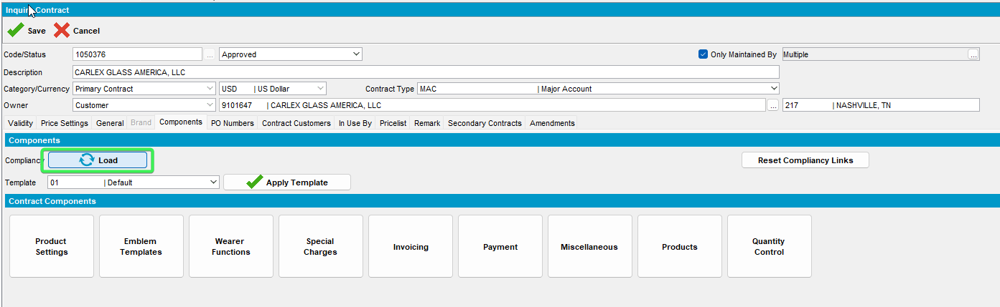 Inquire Contract
Save Cancel
Code/Status 1050376 ... Approved Only Maintained By Multiple ...
Description CARLEX GLASS AMERICA, LLC
Category/Currency Primary Contract USD | US Dollar Contract Type MAC | Major Account
Owner Customer 9101647 | CARLEX GLASS AMERICA, LLC ... 217 | NASHVILLE, TN
Validity Price Settings General Brand Components PO Numbers Contract Customers In Use By Pricelist Remark Secondary Contracts Amendments
Components
Compliancy Load Reset Compliancy Links
Template 01 | Default Apply Template
Contract Components
Product Settings
Emblem Templates
Wearer Functions
Special Charges
Invoicing
Payment
Miscellaneous
Products
Quantity Control